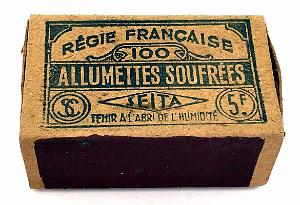 RÉGIE FRANÇAISE
100
ALLUMETTES SOUFRÉES
SEITA
5F
TENIR A L'ABRI DE L'HUMIDITÉ